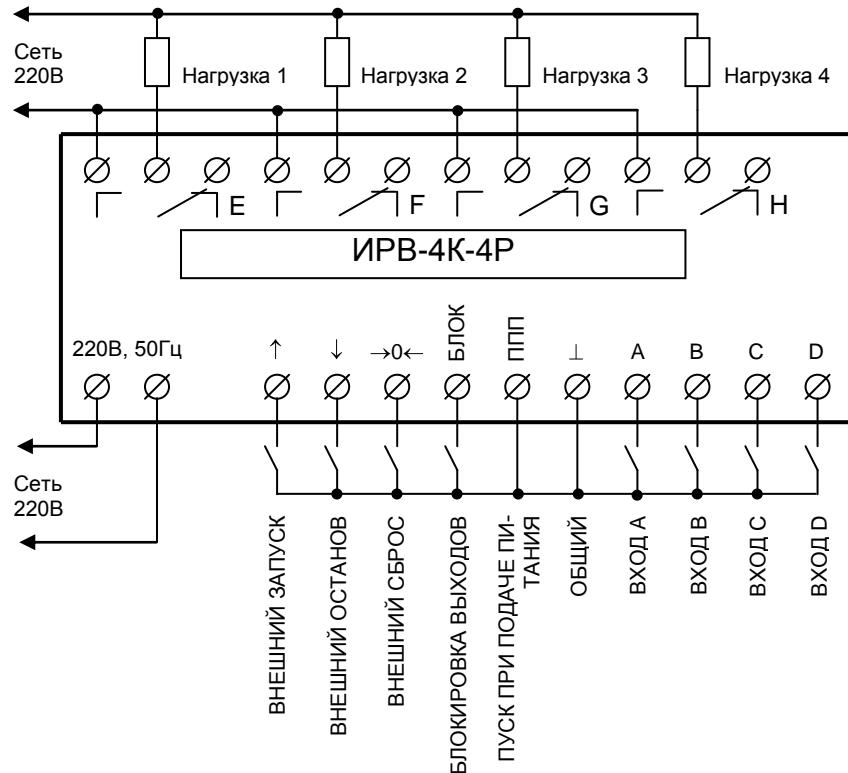 Сеть
220В
Нагрузка 1
Нагрузка 2
Нагрузка 3
Нагрузка 4
E
F
G
H
ИРВ-4К-4Р
220В, 50Гц
↑
↓
→0←
БЛОК
ППП
⊥
A
B
C
D
Сеть
220В
ВНЕШНИЙ ЗАПУСК
ВНЕШНИЙ ОСТАНОВ
ВНЕШНИЙ СБРОС
БЛОКИРОВКА ВЫХОДОВ
ПУСК ПРИ ПОДАЧЕ ПИ-
ТАНИЯ
ОБЩИЙ
ВХОД A
ВХОД B
ВХОД C
ВХОД D